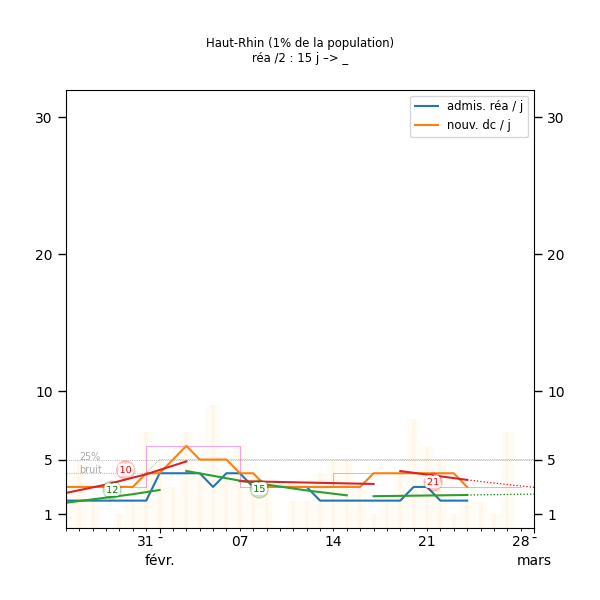 Haut-Rhin (1% de la population)
réa /2 : 15 j –> _
admis. réa / j
nouv. dc / j
30
30
20
20
10
10
5
5
1
1
25%
bruit
10
12
15
21
31 -
07
14
21
28 -
févr.
mars